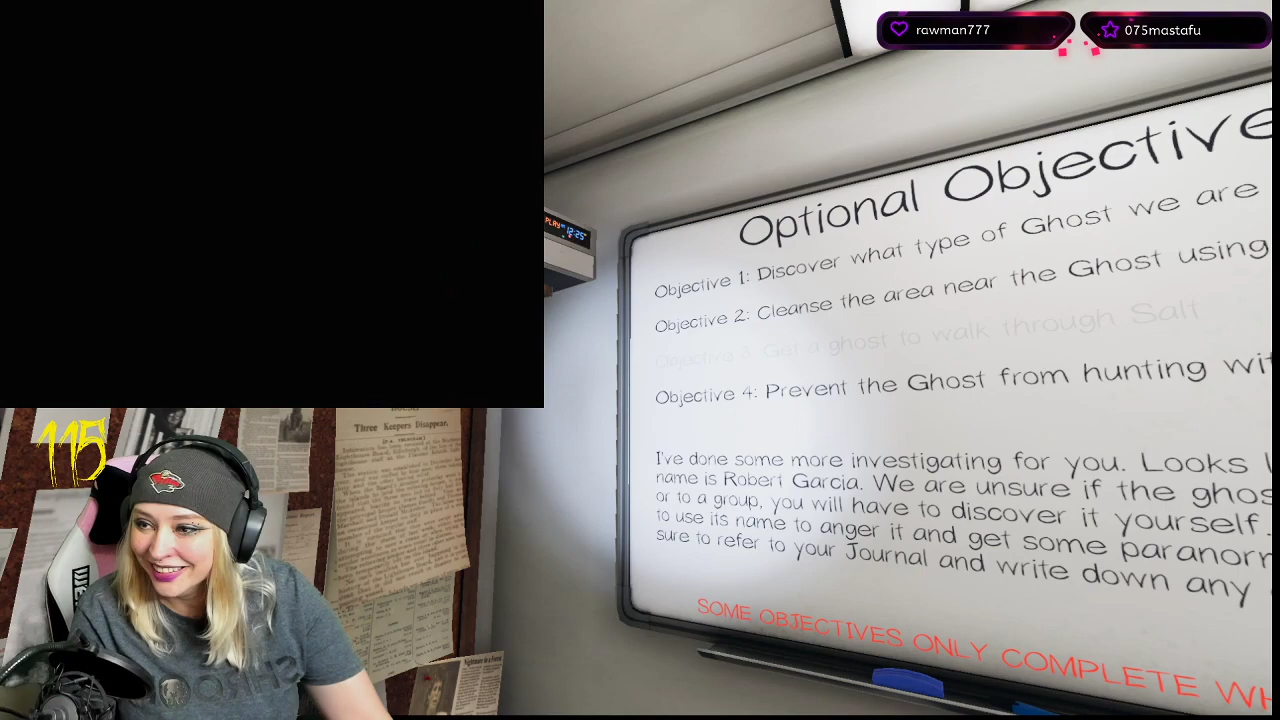 rawman777
075mastafu
PLAY 12:25
Optional Objective
Objective 1: Discover what type of Ghost we are
Objective 2: Cleanse the area near the Ghost using
Objective 3: Get a ghost to walk through Salt
Objective 4: Prevent the Ghost from hunting wit
I've done some more investigating for you. Looks l
name is Robert Garcia. We are unsure if the ghos
or to a group, you will have to discover it yourself.
to use its name to anger it and get some paranorm
sure to refer to your Journal and write down any
SOME OBJECTIVES ONLY COMPLETE WH
115
Three Keepers Disappear.